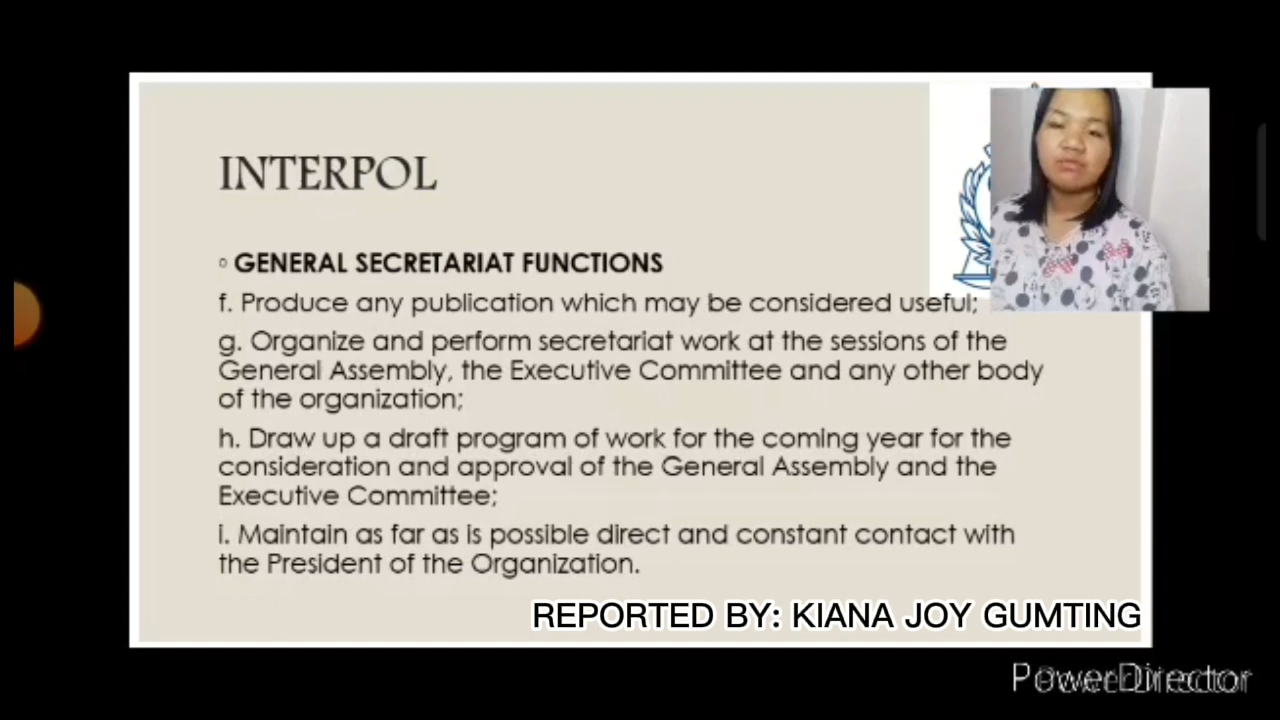 INTERPOL
GENERAL SECRETARIAT FUNCTIONS
f. Produce any publication which may be considered useful;
g. Organize and perform secretariat work at the sessions of the
General Assembly, the Executive Committee and any other body
of the organization;
h. Draw up a draft program of work for the coming year for the
consideration and approval of the General Assembly and the
Executive Committee;
i. Maintain as far as is possible direct and constant contact with
the President of the Organization.
REPORTED BY: KIANA JOY GUMTING
PowerDirector